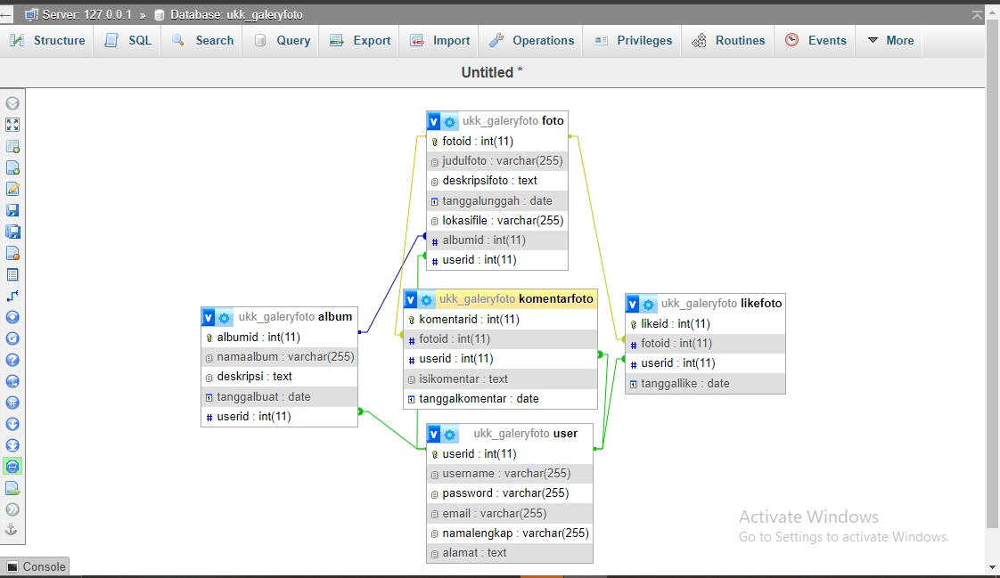 Server: 127.0.0.1 » Database: ukk_galeryfoto
Structure SQL Search Query Export Import Operations Privileges Routines Events More
Untitled *
ukk_galeryfoto foto
fotoid : int(11)
judulfoto : varchar(255)
deskripsifoto : text
tanggalunggah : date
lokasifile : varchar(255)
albumid : int(11)
userid : int(11)
ukk_galeryfoto komentarfoto
komentarid : int(11)
fotoid : int(11)
userid : int(11)
isikomentar : text
tanggalkomentar : date
ukk_galeryfoto likefoto
likeid : int(11)
fotoid : int(11)
userid : int(11)
tanggallike : date
ukk_galeryfoto album
albumid : int(11)
namaalbum : varchar(255)
deskripsi : text
tanggalbuat : date
userid : int(11)
ukk_galeryfoto user
userid : int(11)
username : varchar(255)
password : varchar(255)
email : varchar(255)
namalengkap : varchar(255)
alamat : text
Activate Windows
Go to Settings to activate Windows.
Console